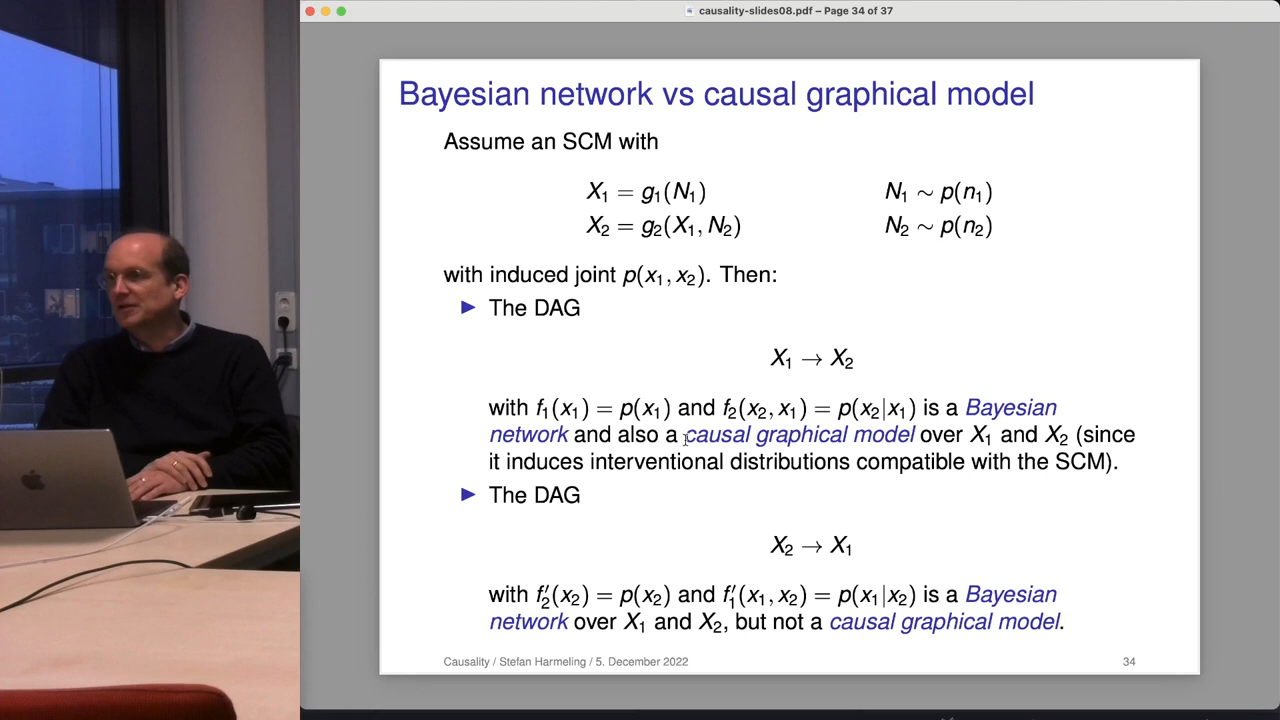 causality-slides08.pdf – Page 34 of 37
Bayesian network vs causal graphical model
Assume an SCM with
X₁ = g₁(N₁) N₁ ∼ p(n₁)
X₂ = g₂(X₁, N₂) N₂ ∼ p(n₂)
with induced joint p(x₁, x₂). Then:
▶ The DAG
X₁ → X₂
with f₁(x₁) = p(x₁) and f₂(x₂, x₁) = p(x₂|x₁) is a Bayesian
network and also a causal graphical model over X₁ and X₂ (since
it induces interventional distributions compatible with the SCM).
▶ The DAG
X₂ → X₁
with f′₂(x₂) = p(x₂) and f′₁(x₁, x₂) = p(x₁|x₂) is a Bayesian
network over X₁ and X₂, but not a causal graphical model.
Causality / Stefan Harmeling / 5. December 2022 34